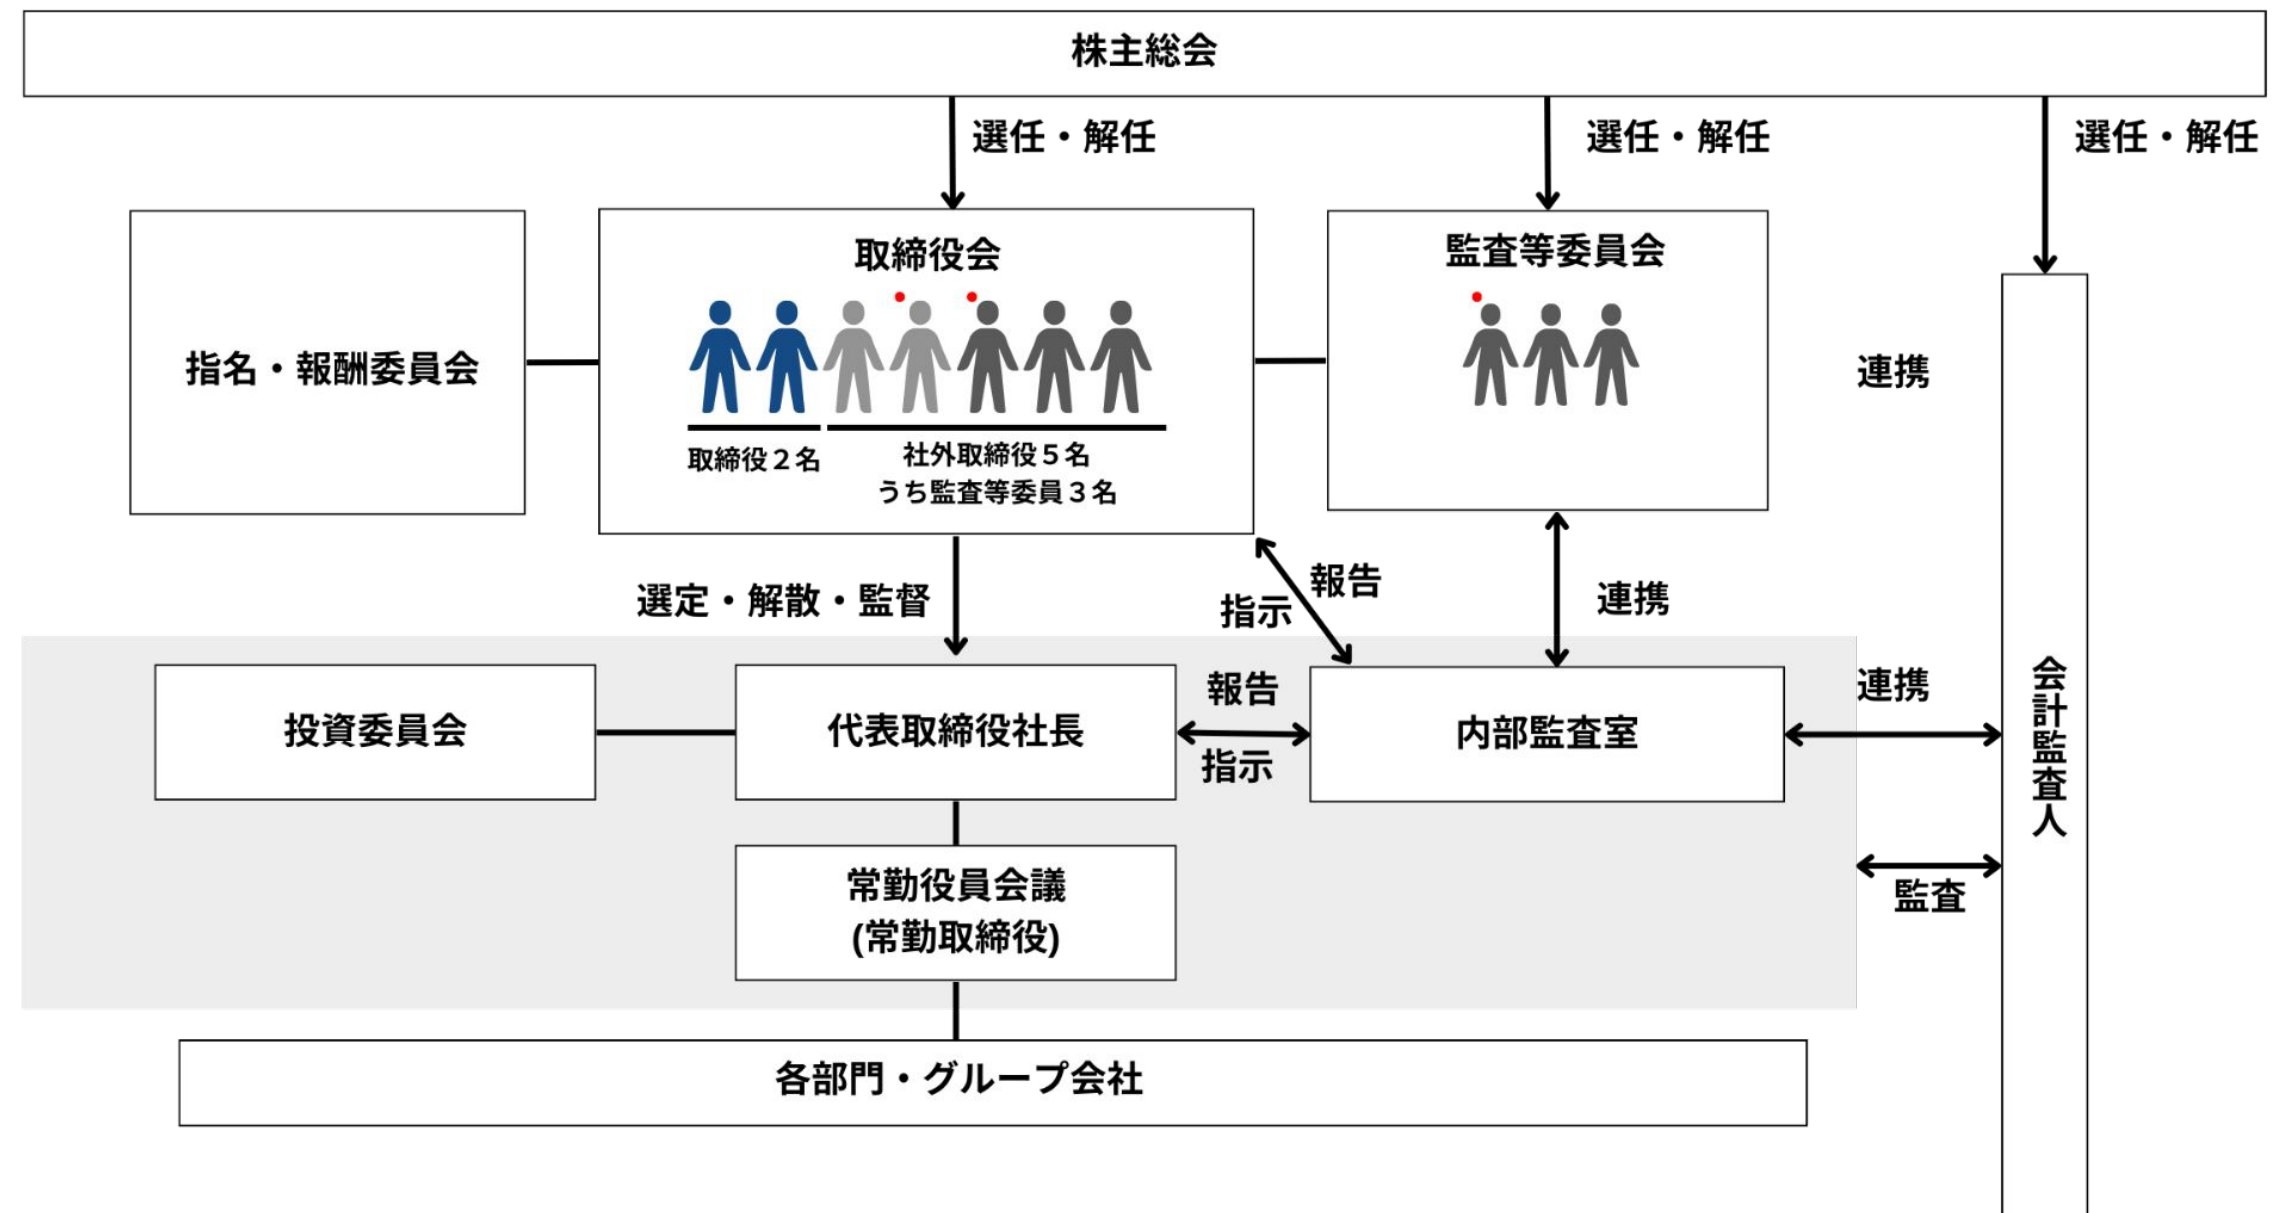 株主総会
選任・解任
選任・解任
選任・解任
指名・報酬委員会
取締役会
取締役２名
社外取締役５名
うち監査等委員３名
監査等委員会
連携
選定・解散・監督
報告
指示
連携
投資委員会
代表取締役社長
報告
指示
内部監査室
連携
会計監査人
監査
常勤役員会議
(常勤取締役)
各部門・グループ会社